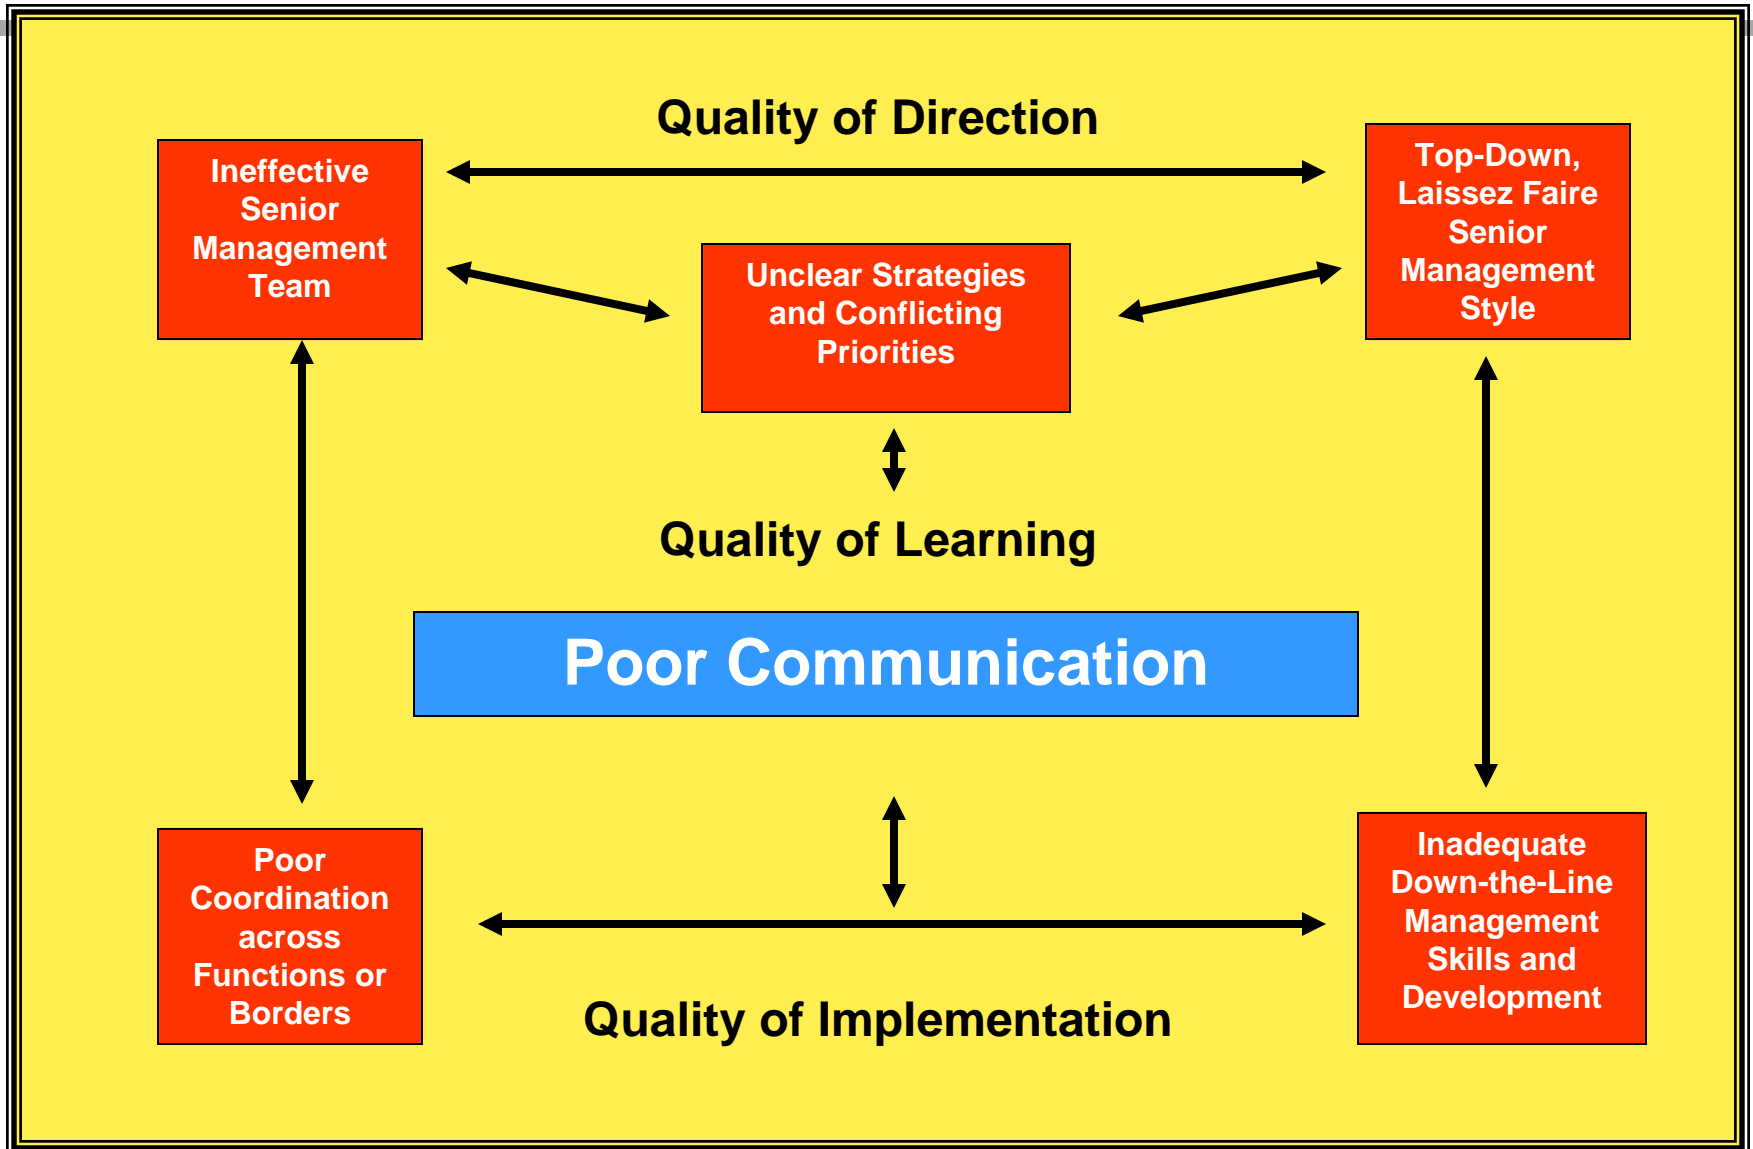 Quality of Direction
Ineffective
Senior
Management
Team
Top-Down,
Laissez Faire
Senior
Management
Style
Unclear Strategies
and Conflicting
Priorities
Quality of Learning
Poor Communication
Poor
Coordination
across
Functions or
Borders
Inadequate
Down-the-Line
Management
Skills and
Development
Quality of Implementation